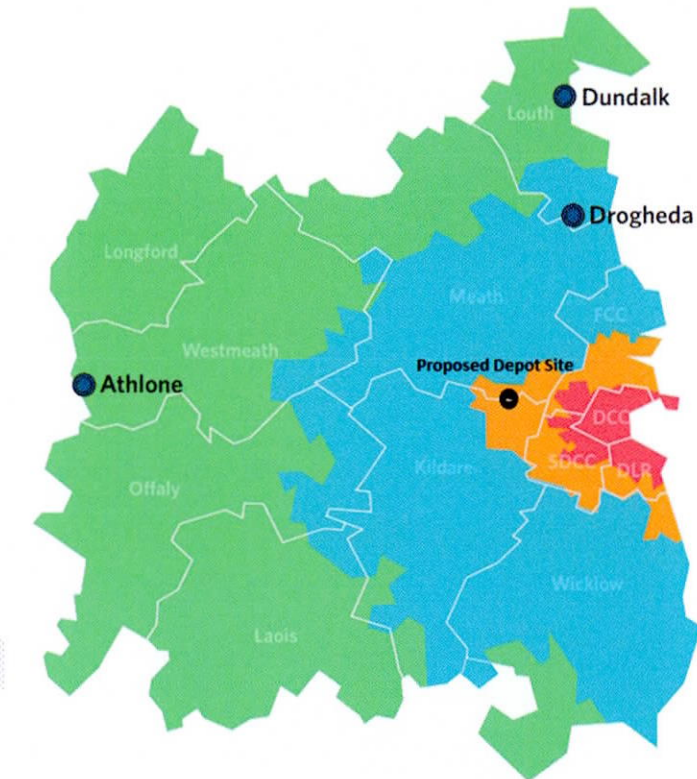 Dundalk
Louth
Drogheda
Longford
Meath
FCC
Westmeath
Proposed Depot Site
Athlone
DCC
Kildare
SDCC
DLR
Offaly
Wicklow
Laois